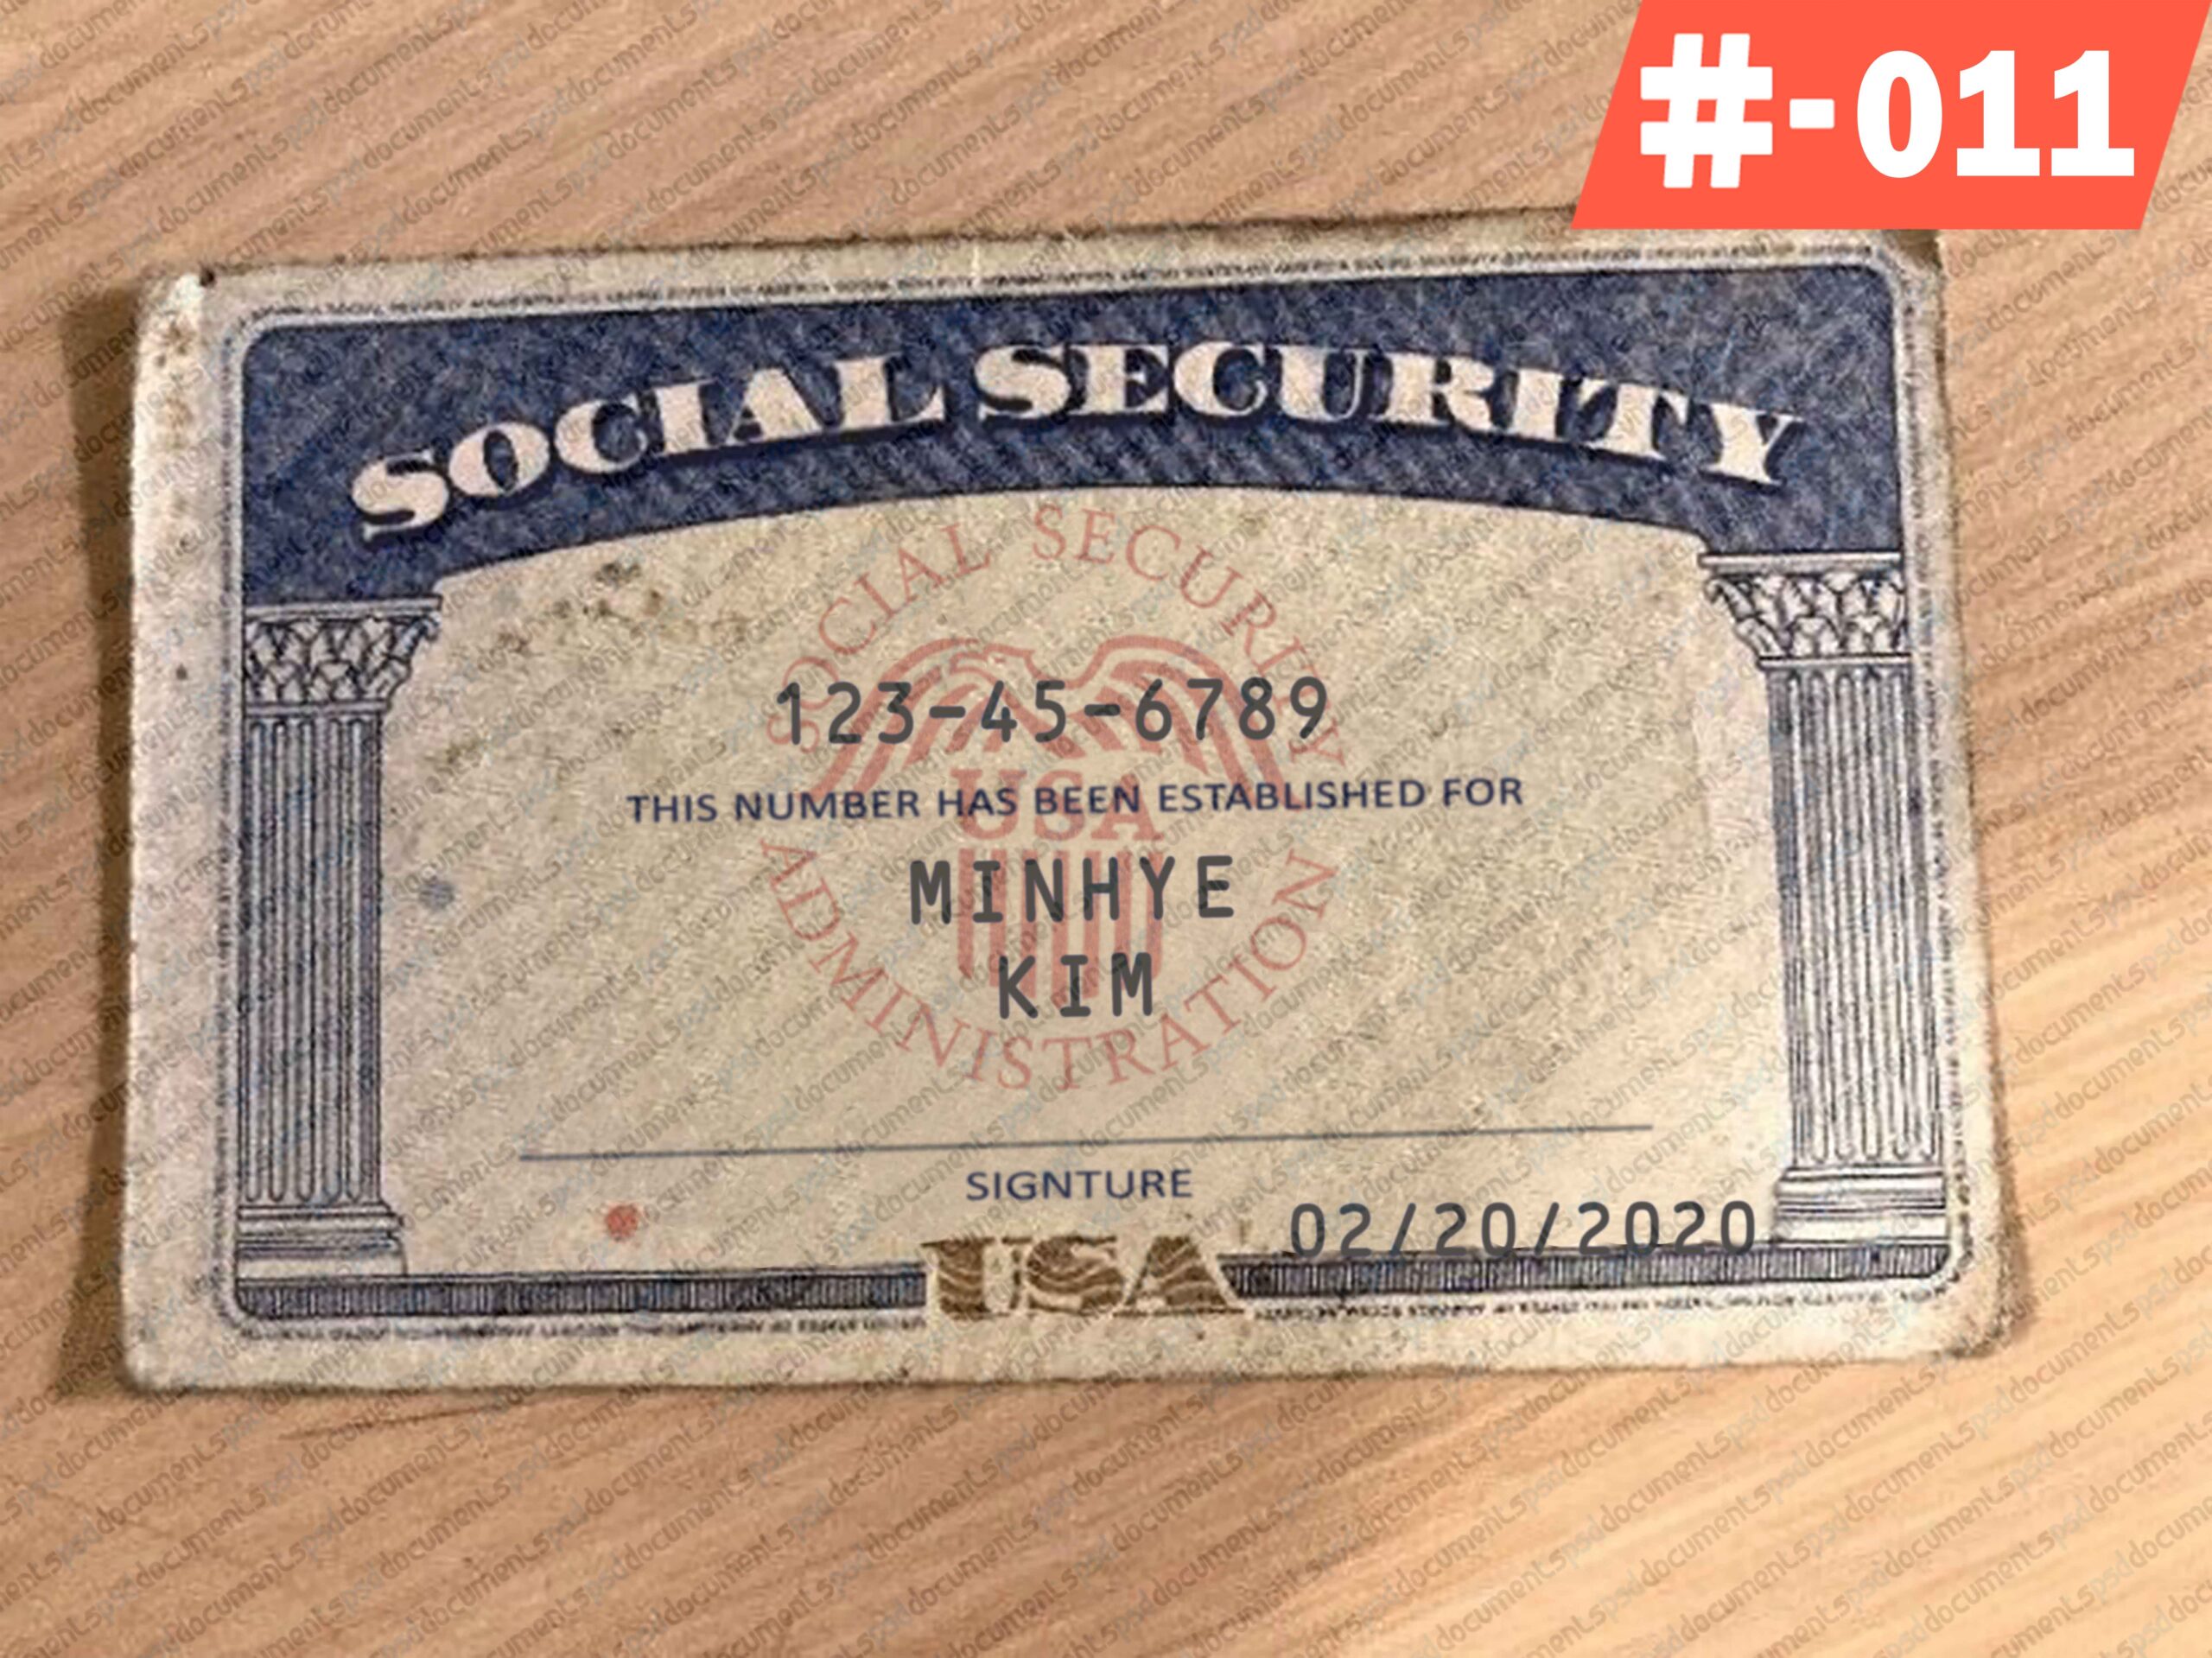 #-011
SOCIAL SECURITY
SOCIAL SECURITY
123-45-6789
THIS NUMBER HAS BEEN ESTABLISHED FOR
USA
MINHYE
KIM
ADMINISTRATION
SIGNTURE
02/20/2020
USA
psddocuments